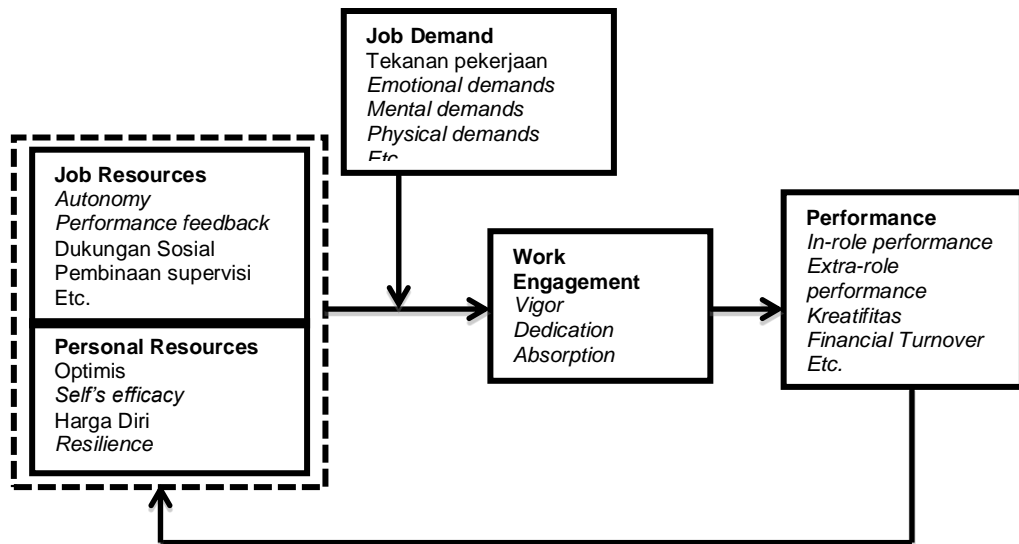 Job Demand
Tekanan pekerjaan
Emotional demands
Mental demands
Physical demands
Etc
Job Resources
Autonomy
Performance feedback
Dukungan Sosial
Pembinaan supervisi
Etc.
Personal Resources
Optimis
Self's efficacy
Harga Diri
Resilience
Work
Engagement
Vigor
Dedication
Absorption
Performance
In-role performance
Extra-role
performance
Kreatifitas
Financial Turnover
Etc.